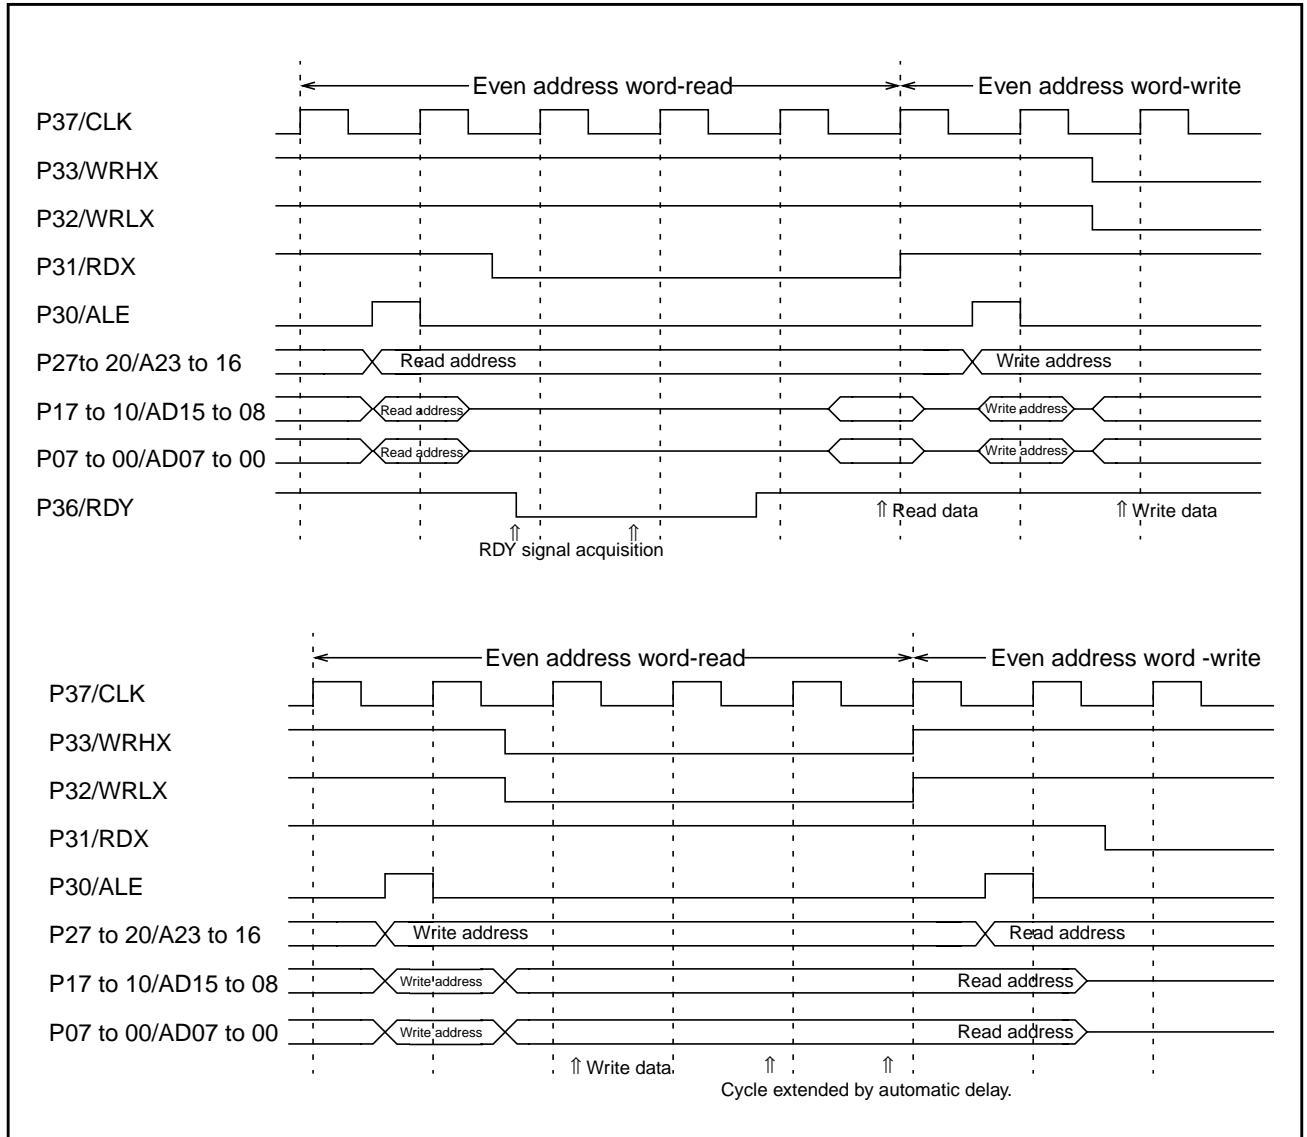 Even address word-read Even address word-write
P37/CLK
P33/WRHX
P32/WRLX
P31/RDX
P30/ALE
P27to 20/A23 to 16 Read address Write address
P17 to 10/AD15 to 08 Read address Write address
P07 to 00/AD07 to 00 Read address Write address
P36/RDY
⇑ Read data ⇑ Write data
⇑ ⇑
RDY signal acquisition
Even address word-read Even address word -write
P37/CLK
P33/WRHX
P32/WRLX
P31/RDX
P30/ALE
P27 to 20/A23 to 16 Write address Read address
P17 to 10/AD15 to 08 Write address Read address
P07 to 00/AD07 to 00 Write address Read address
⇑ Write data ⇑ ⇑
Cycle extended by automatic delay.